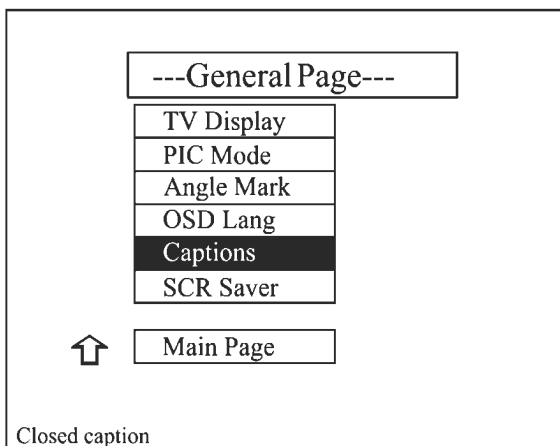 ---General Page---
TV Display
PIC Mode
Angle Mark
OSD Lang
Captions
SCR Saver
Main Page
Closed caption